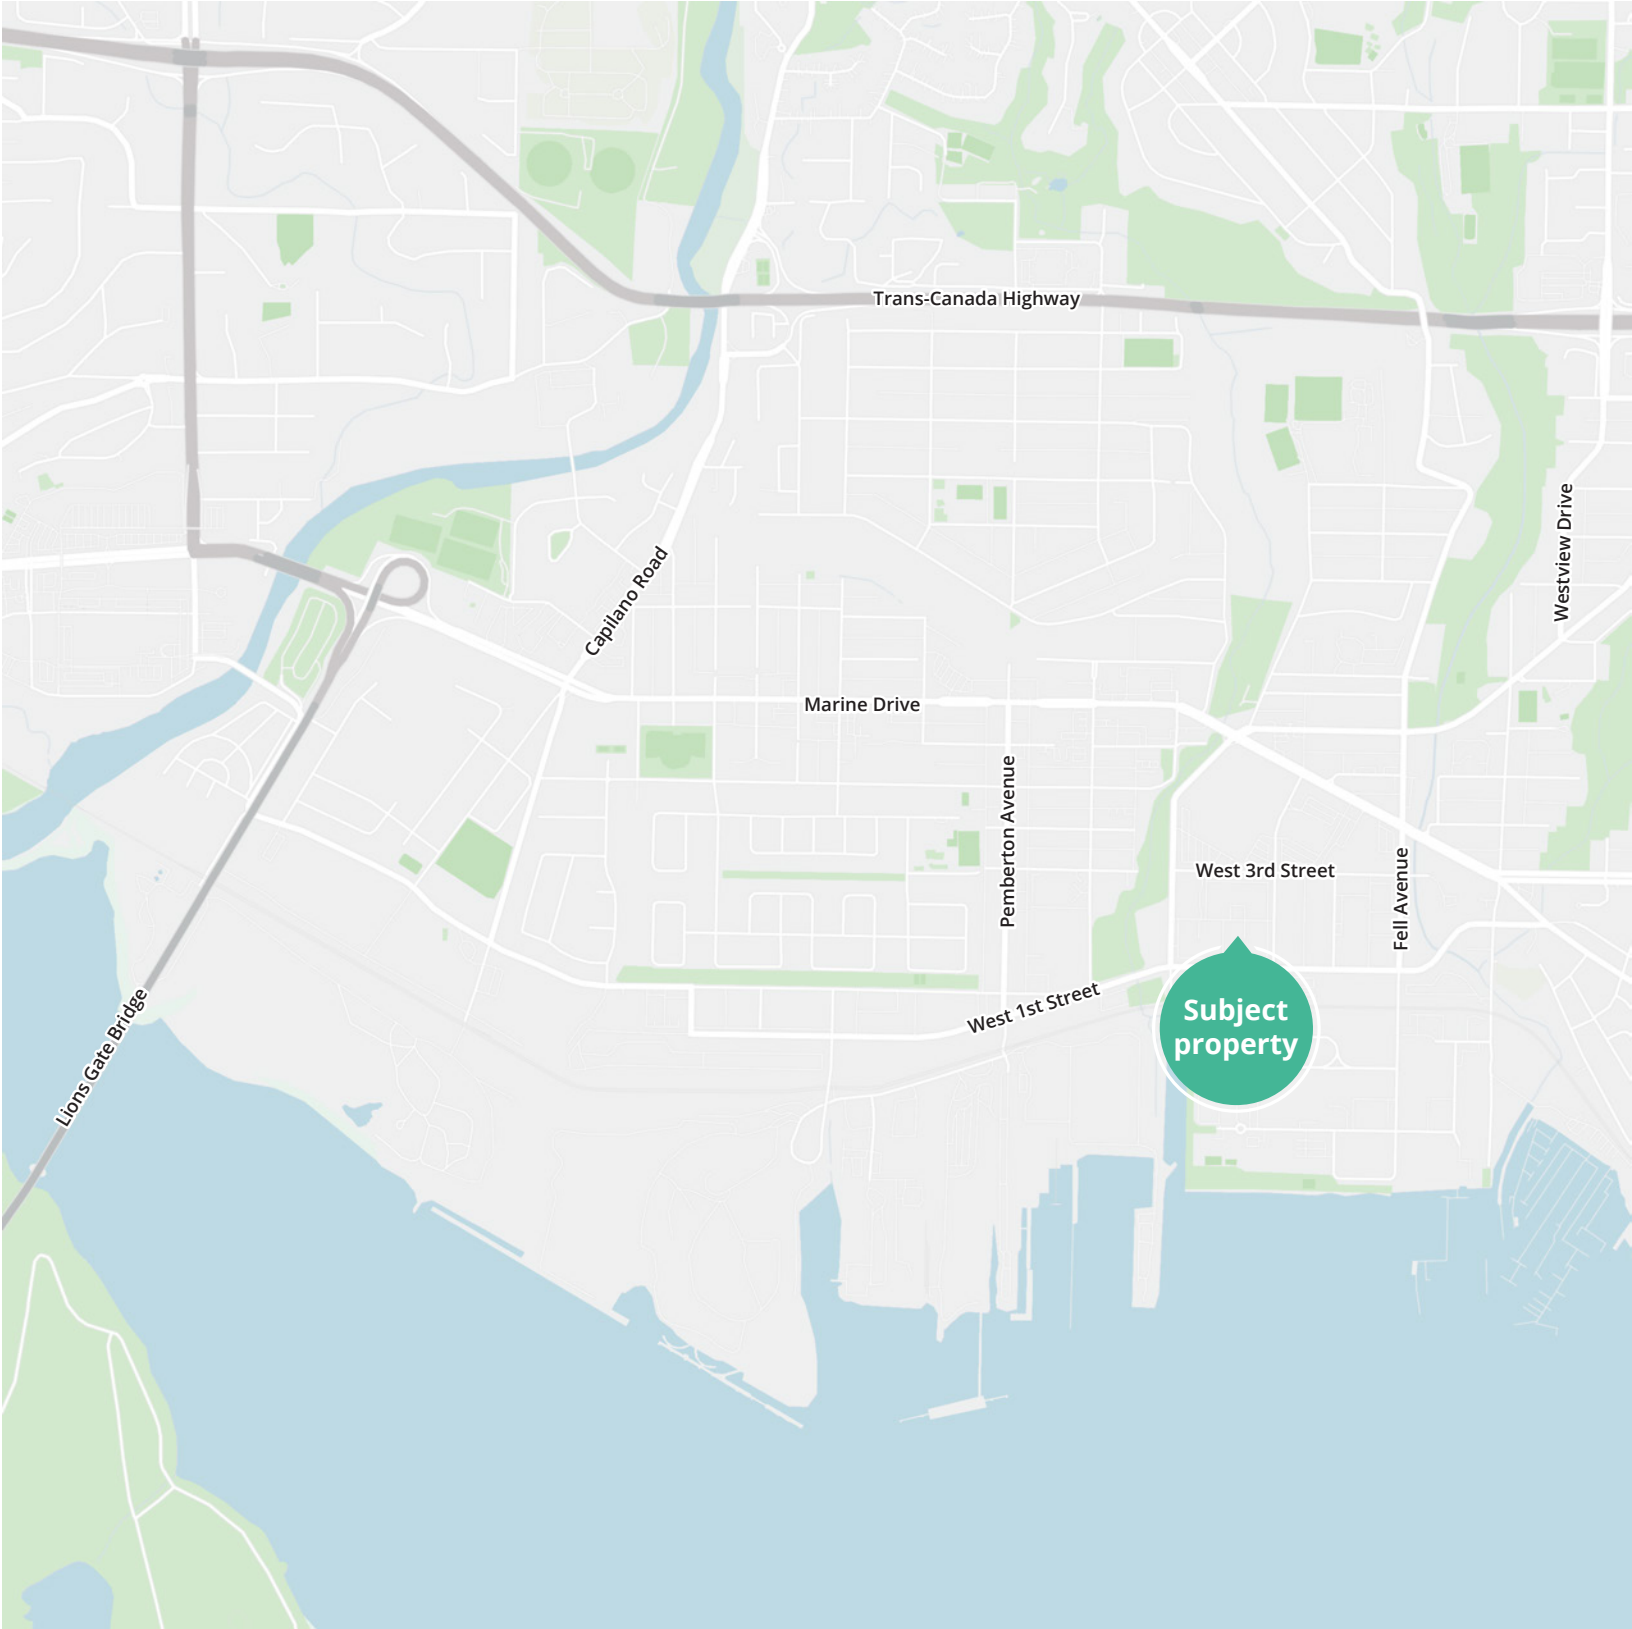 Trans-Canada Highway
Westview Drive
Capilano Road
Marine Drive
Pemberton Avenue
West 3rd Street
Fell Avenue
Lions Gate Bridge
West 1st Street
Subject
property